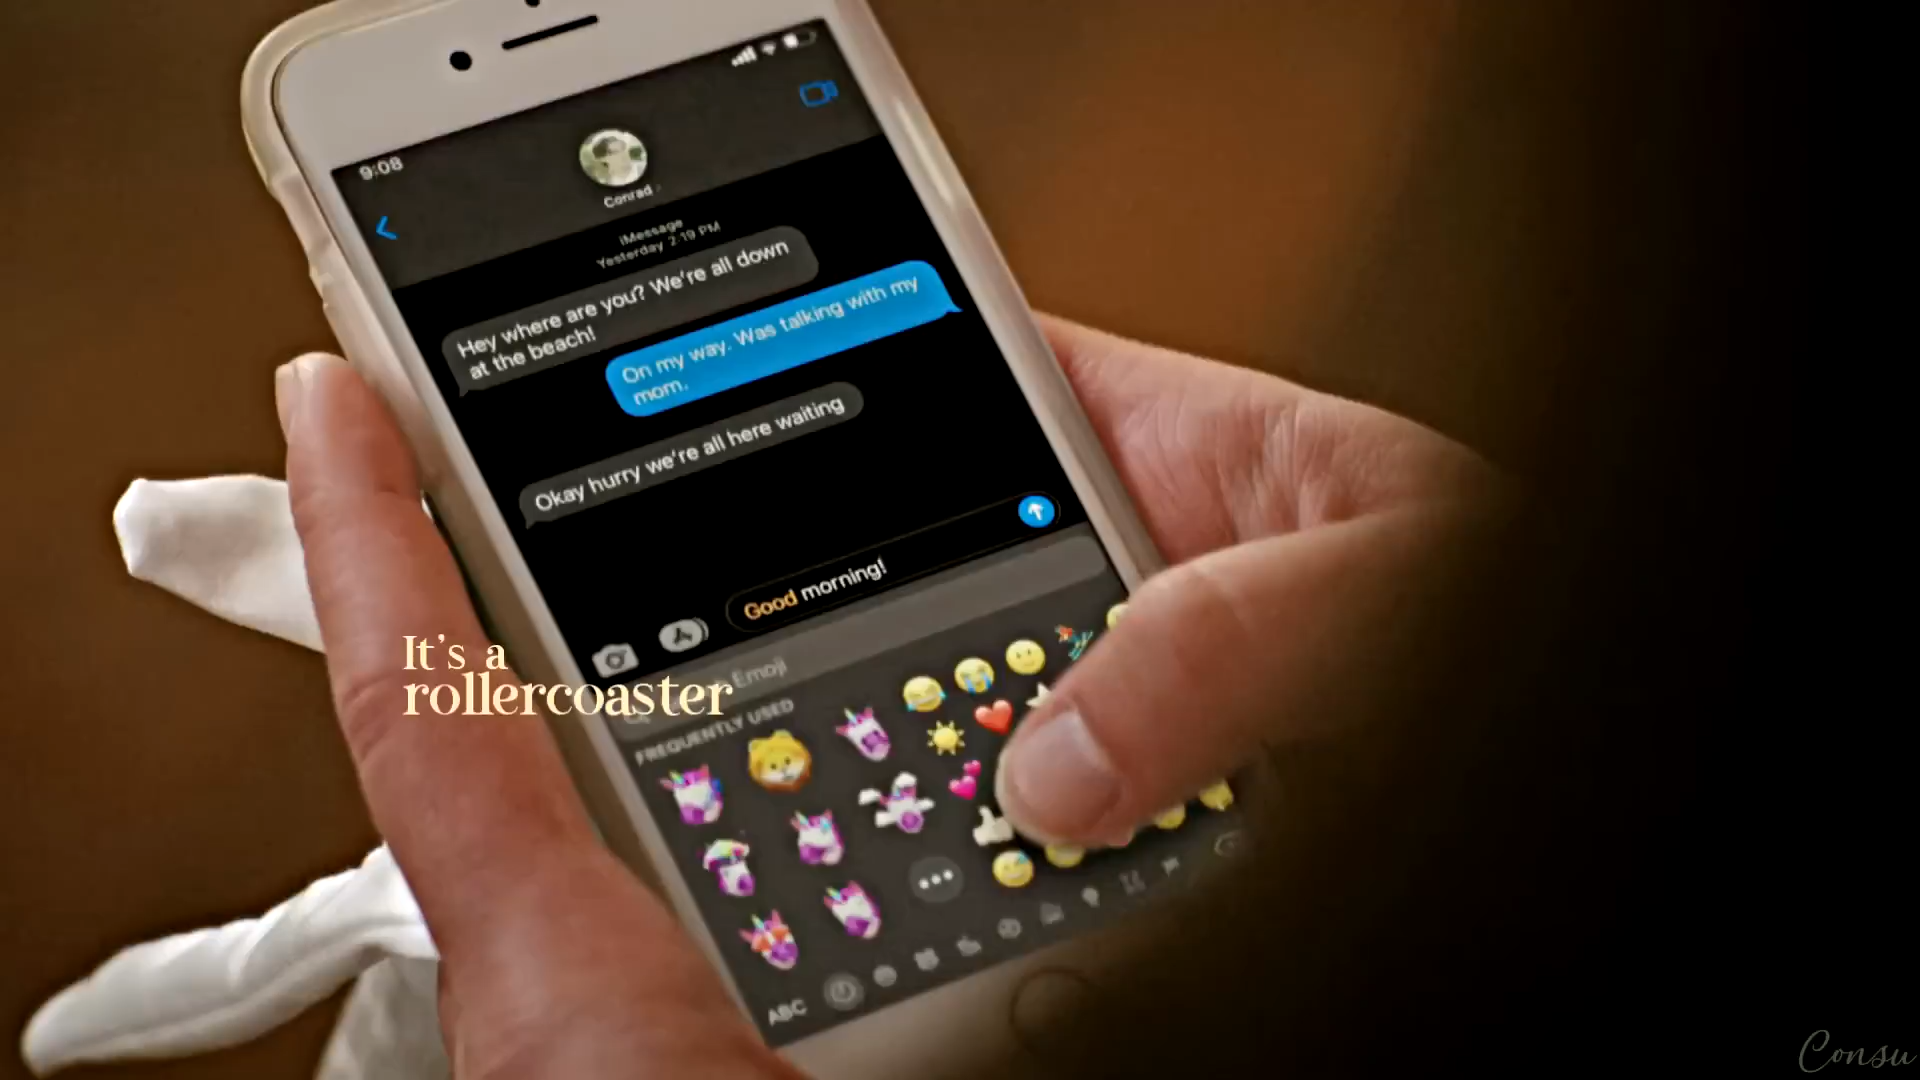 9:08
Conrad
iMessage
Yesterday 2:19 PM
Hey where are you? We're all down
at the beach!
On my way. Was talking with my
mom.
Okay hurry we're all here waiting
Good morning!
Emoji
It's a
rollercoaster
FREQUENTLY USED
ABC
Consu